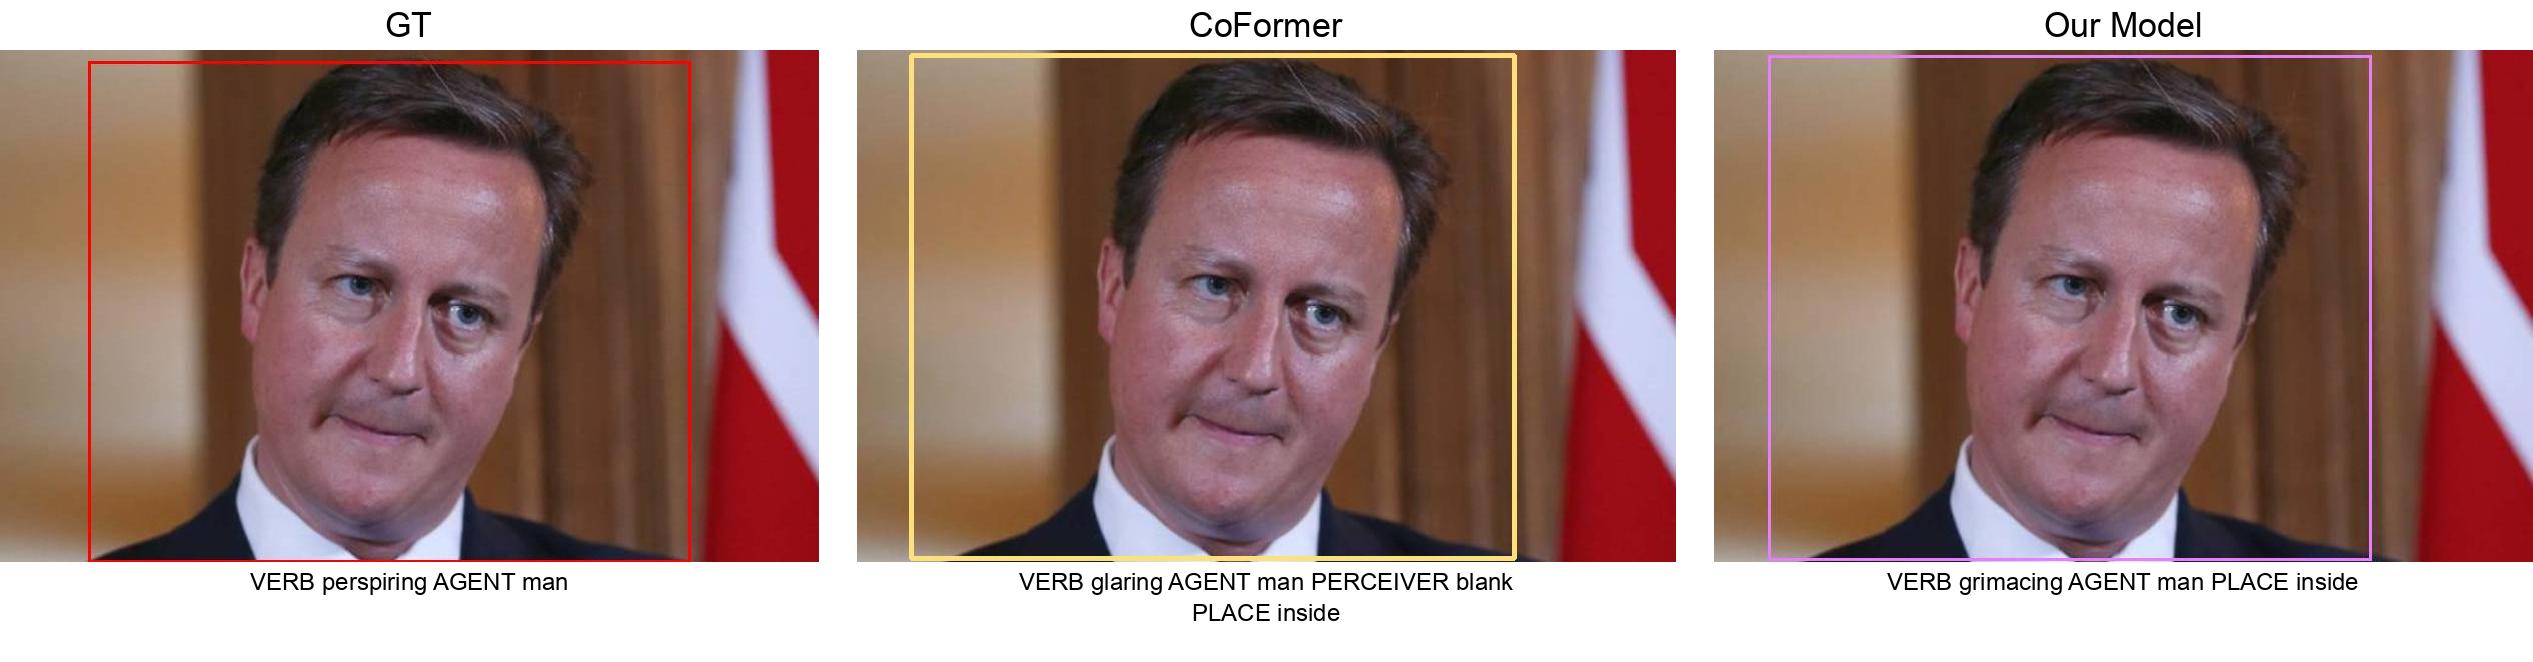 GT
CoFormer
Our Model
VERB perspiring AGENT man
VERB glaring AGENT man PERCEIVER blank
PLACE inside
VERB grimacing AGENT man PLACE inside